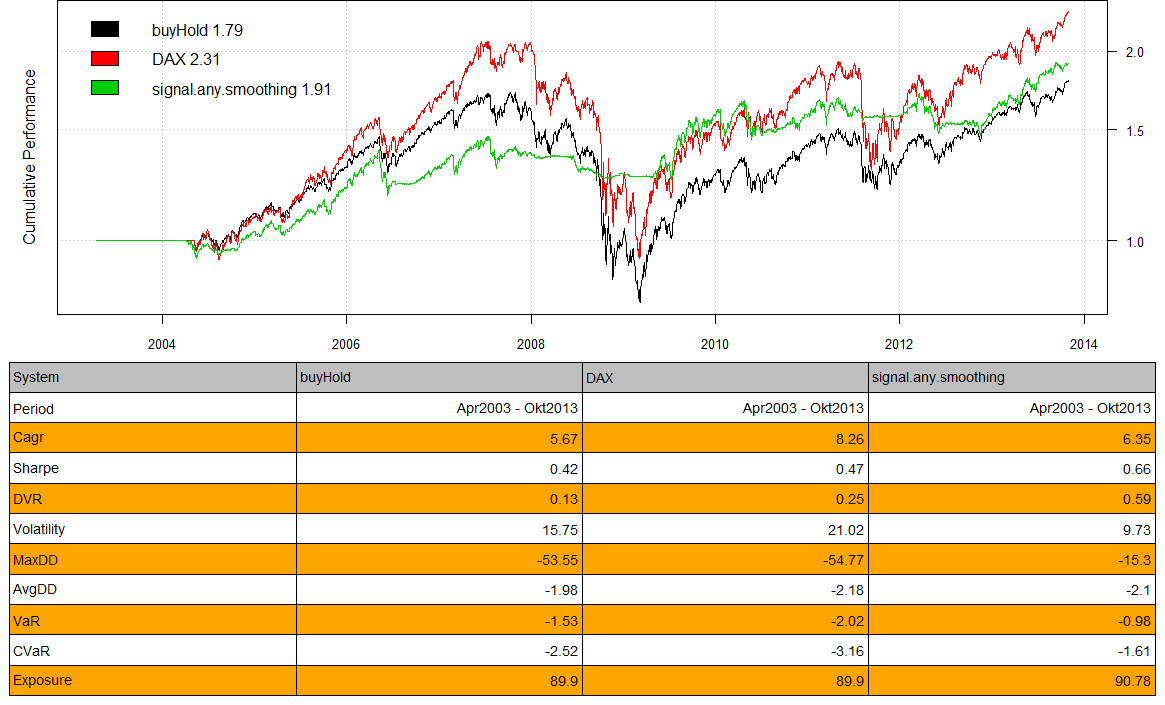 buyHold 1.79
DAX 2.31
signal.any.smoothing 1.91
Cumulative Performance
2.0
1.5
1.0
2004 2006 2008 2010 2012 2014
System buyHold DAX signal.any.smoothing
Period Apr2003 - Okt2013 Apr2003 - Okt2013 Apr2003 - Okt2013
Cagr 5.67 8.26 6.35
Sharpe 0.42 0.47 0.66
DVR 0.13 0.25 0.59
Volatility 15.75 21.02 9.73
MaxDD -53.55 -54.77 -15.3
AvgDD -1.98 -2.18 -2.1
VaR -1.53 -2.02 -0.98
CVaR -2.52 -3.16 -1.61
Exposure 89.9 89.9 90.78